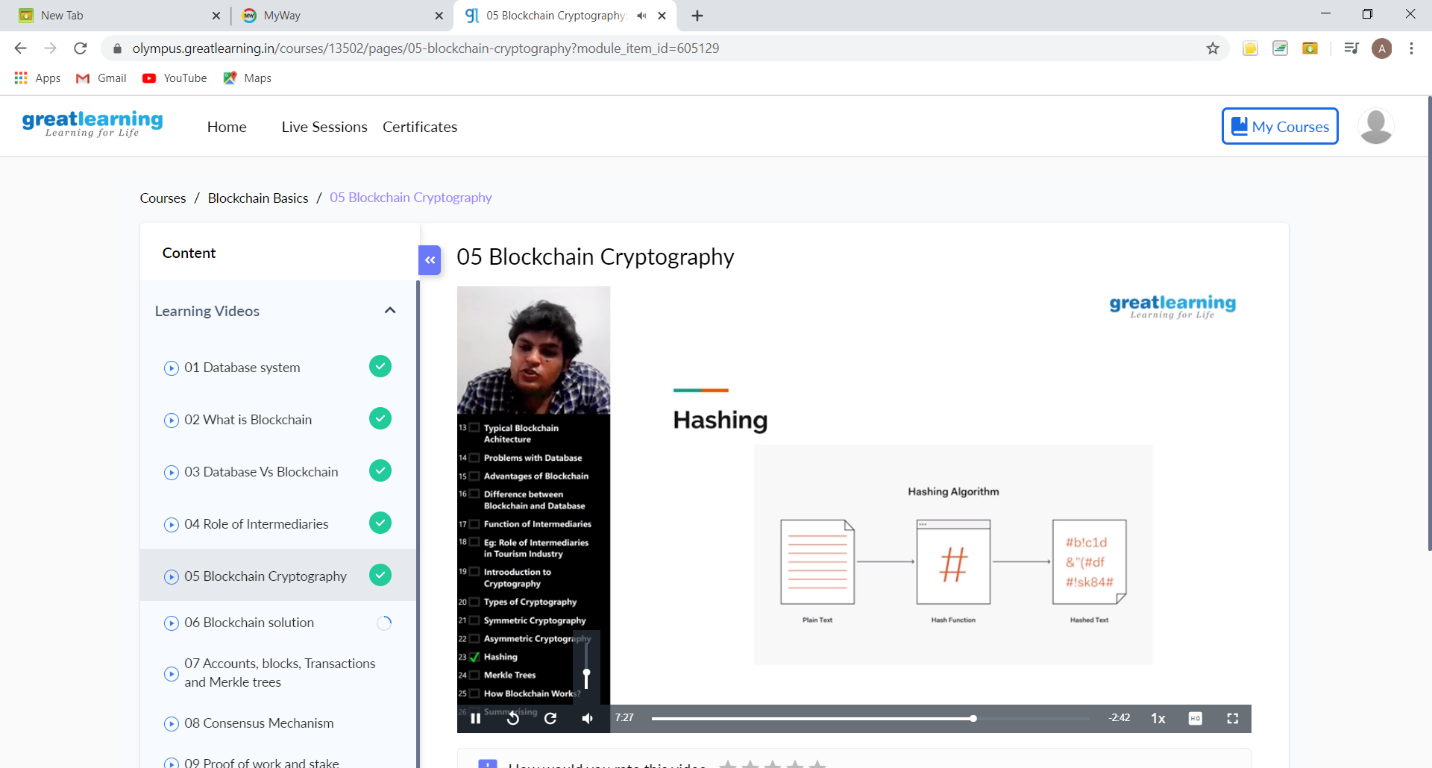 New Tab
MyWay
05 Blockchain Cryptography:
olympus.greatlearning.in/courses/13502/pages/05-blockchain-cryptography?module_item_id=605129
A
Apps
Gmail
YouTube
Maps
greatlearning
Learning for Life
Home
Live Sessions
Certificates
My Courses
Courses / Blockchain Basics / 05 Blockchain Cryptography
Content
Learning Videos
01 Database system
02 What is Blockchain
03 Database Vs Blockchain
04 Role of Intermediaries
05 Blockchain Cryptography
06 Blockchain solution
07 Accounts, blocks, Transactions
and Merkle trees
08 Consensus Mechanism
09 Proof of work and stake
05 Blockchain Cryptography
greatlearning
Learning for Life
13 Typical Blockchain
Achitecture
14 Problems with Database
15 Advantages of Blockchain
16 Difference between
Blockchain and Database
17 Function of Intermediaries
18 Eg: Role of Intermediaries
in Tourism Industry
19 Introoduction to
Cryptography
20 Types of Cryptography
21 Symmetric Cryptography
22 Asymmetric Cryptography
23 Hashing
24 Merkle Trees
25 How Blockchain Works?
26 Summarising
Hashing
Hashing Algorithm
#
#b!c1d
&"(#df
#!sk84#
Plain Text
Hash Function
Hashed Text
7:27
-2:42
1x
HD
How would you rate this video